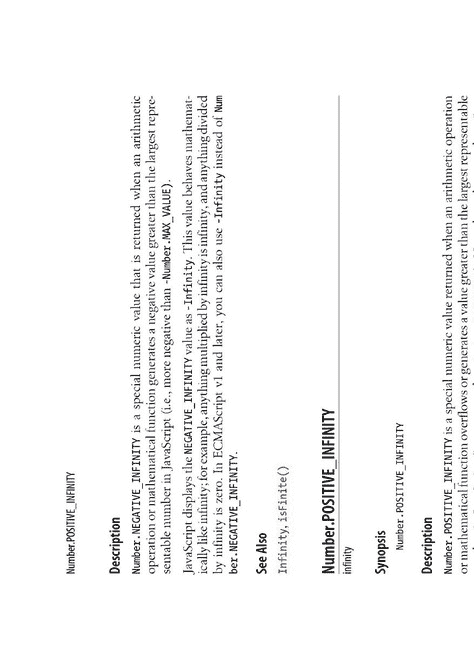 Number.POSITIVE_INFINITY
Description
Number.NEGATIVE_INFINITY is a special numeric value that is returned when an arithmetic
operation or mathematical function generates a negative value greater than the largest repre-
sentable number in JavaScript (i.e., more negative than -Number.MAX_VALUE).
JavaScript displays the NEGATIVE_INFINITY value as -Infinity. This value behaves mathemat-
ically like infinity; for example, anything multiplied by infinity is infinity, and anything divided
by infinity is zero. In ECMAScript v1 and later, you can also use -Infinity instead of Num
ber.NEGATIVE_INFINITY.
See Also
Infinity, isFinite()
Number.POSITIVE_INFINITY
infinity
Synopsis
Number.POSITIVE_INFINITY
Description
Number.POSITIVE_INFINITY is a special numeric value returned when an arithmetic operation
or mathematical function overflows or generates a value greater than the largest representable